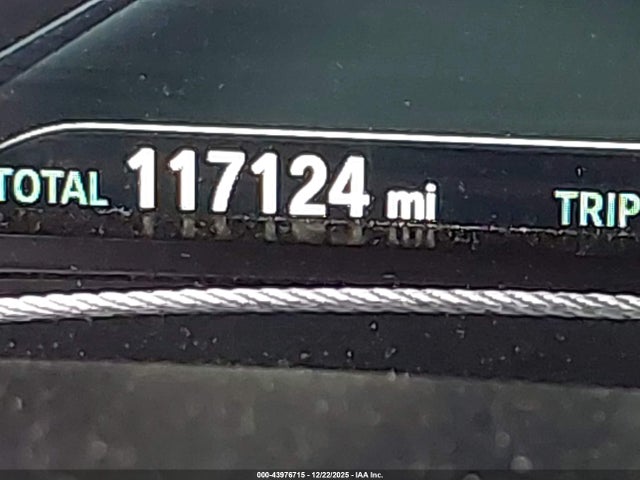 TOTAL 117124 mi TRIP
000-43976715 - 12/22/2025 - IAA Inc.